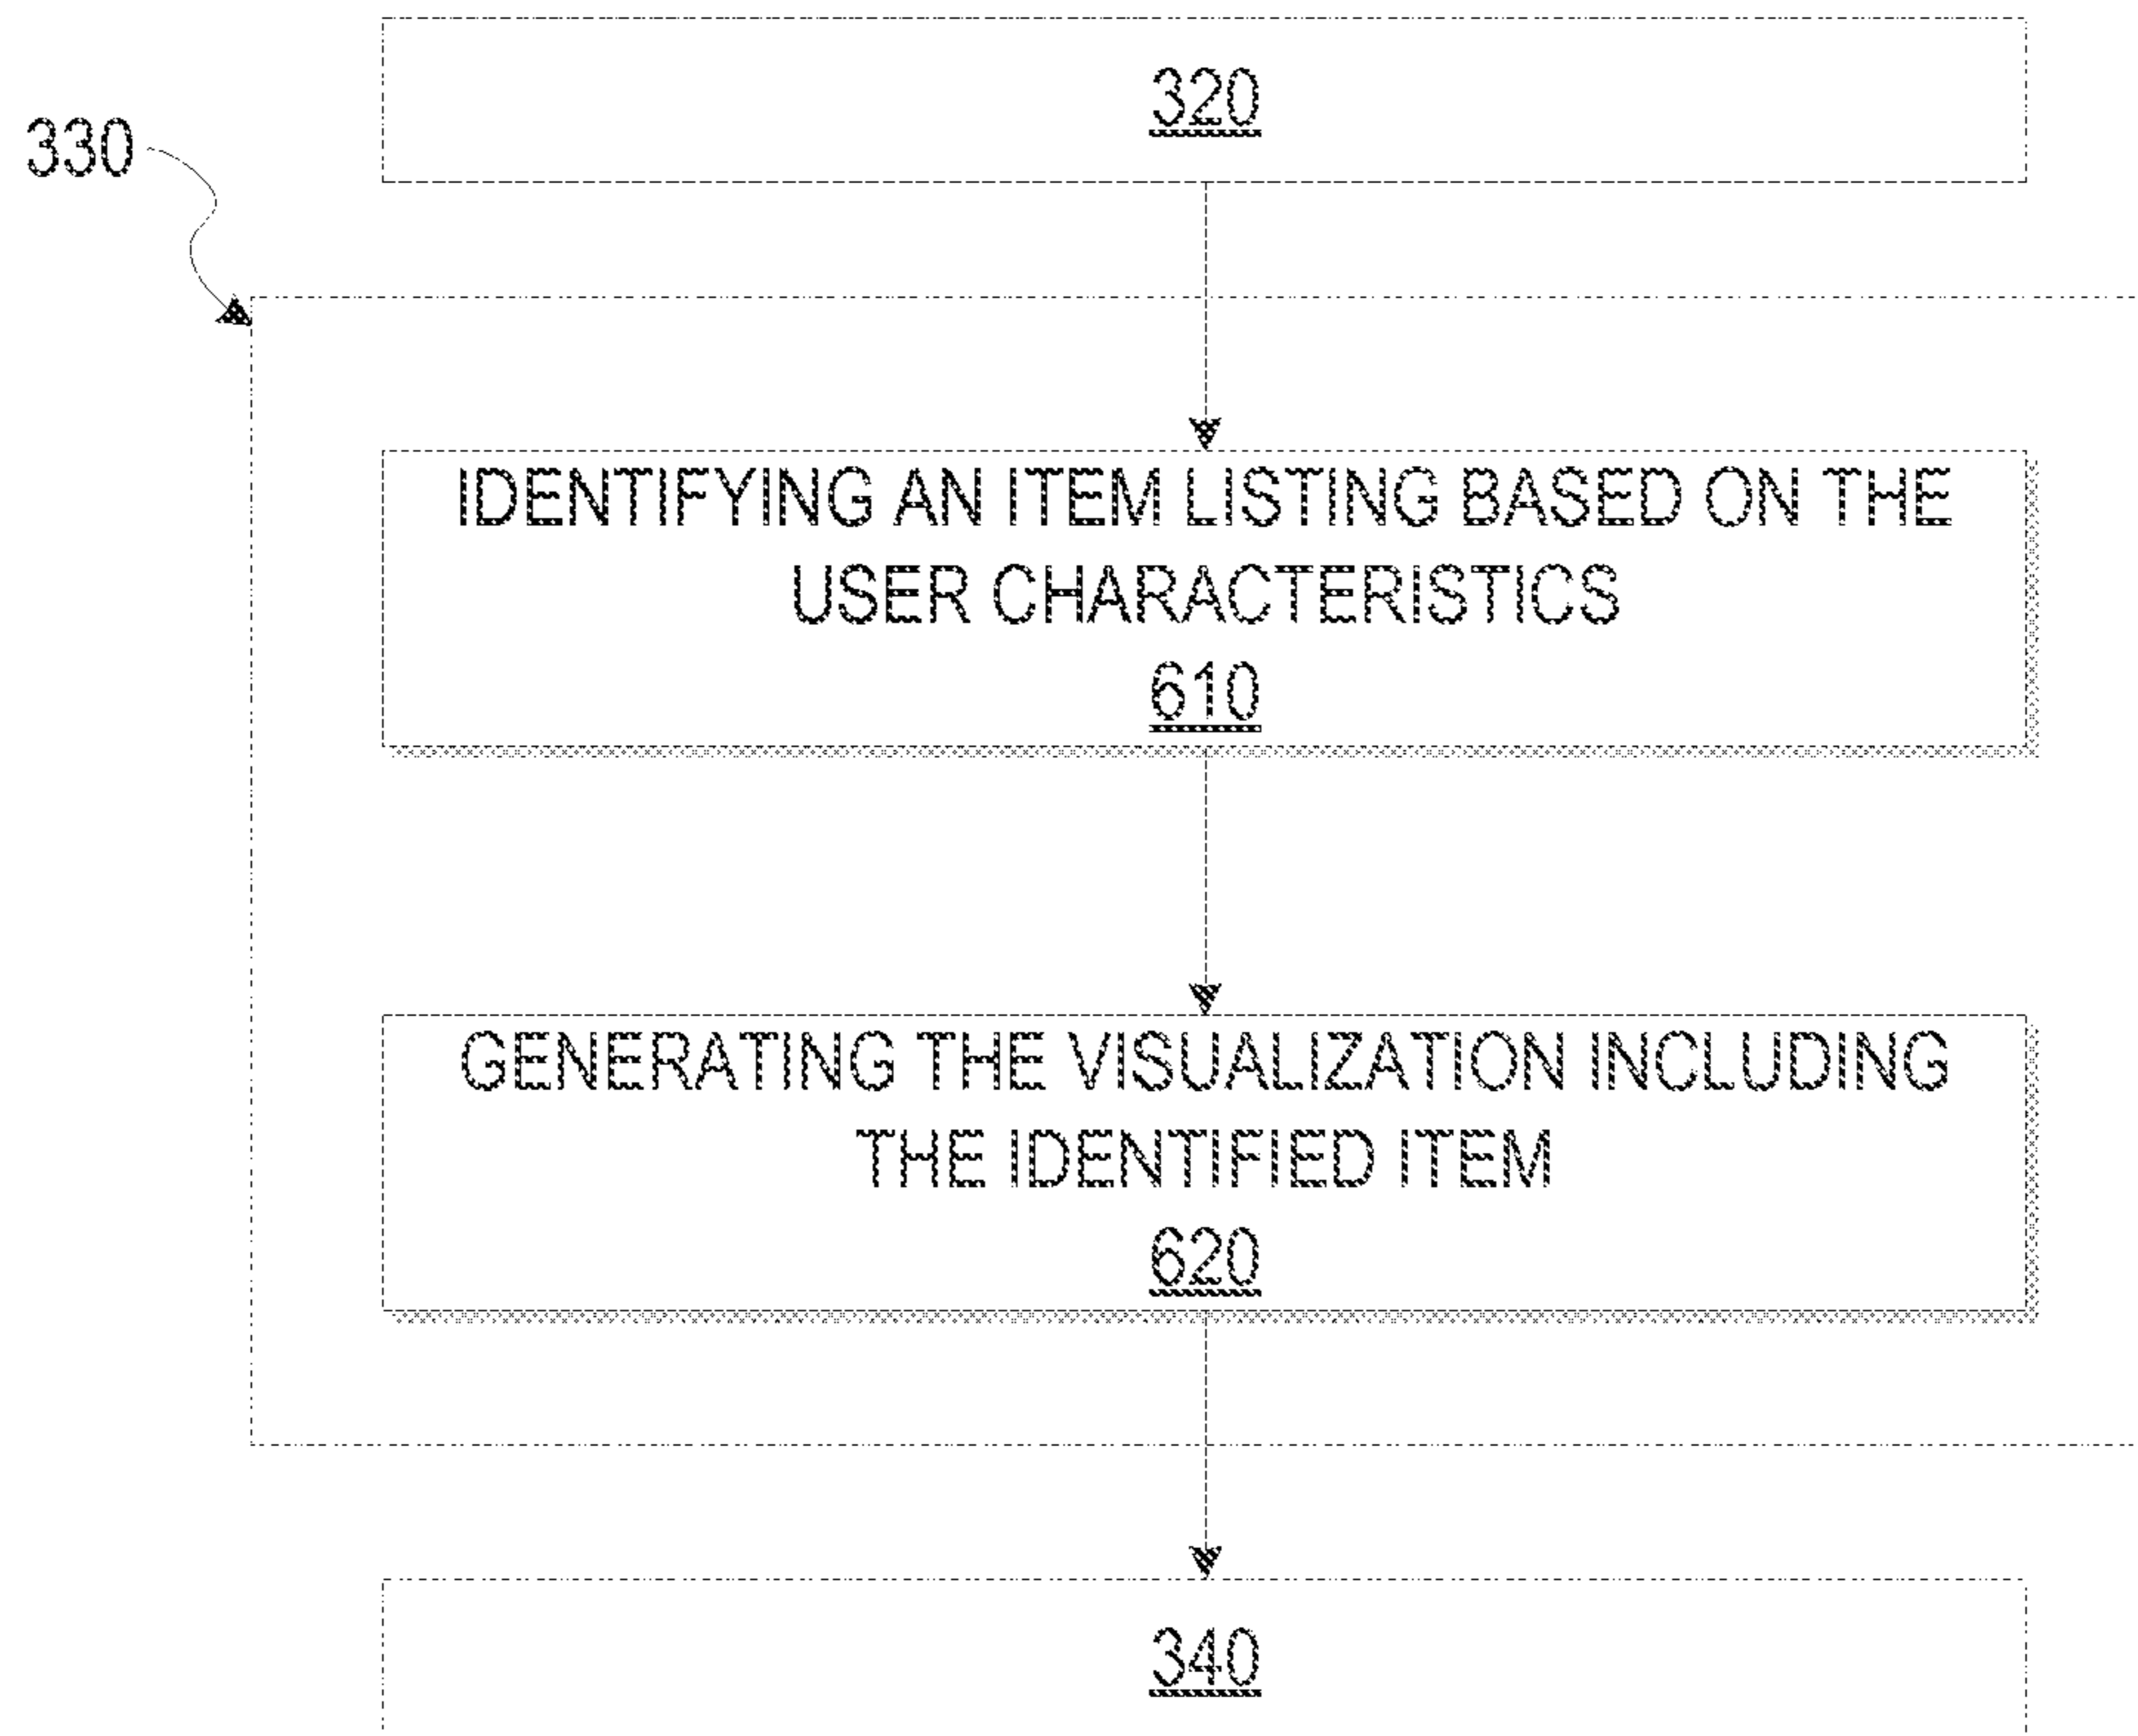 320
330
IDENTIFYING AN ITEM LISTING BASED ON THE
USER CHARACTERISTICS
610
GENERATING THE VISUALIZATION INCLUDING
THE IDENTIFIED ITEM
620
340